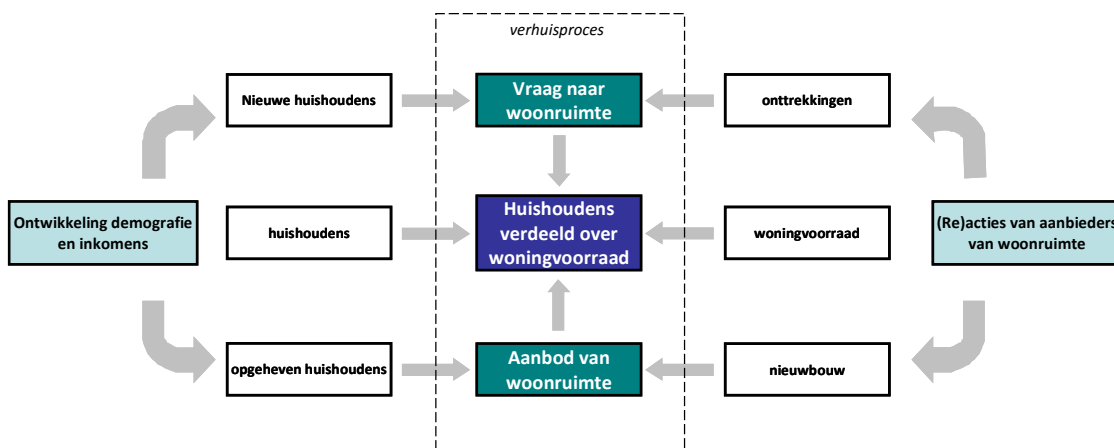 verhuisproces
Nieuwe huishoudens
Vraag naar
woonruimte
onttrekkingen
Ontwikkeling demografie
en inkomens
huishoudens
Huishoudens
verdeeld over
woningvoorraad
woningvoorraad
(Re)acties van aanbieders
van woonruimte
opgeheven huishoudens
Aanbod van
woonruimte
nieuwbouw